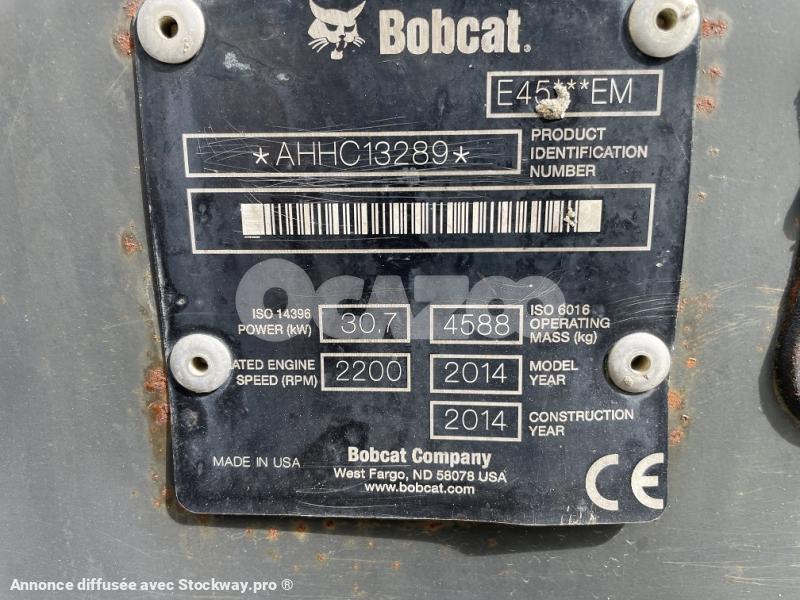 Bobcat®
E45***EM
*AHHC13289*
PRODUCT
IDENTIFICATION
NUMBER
OCAZOO
ISO 14396
POWER (kW)
30.7
4588
ISO 6016
OPERATING
MASS (kg)
ATED ENGINE
SPEED (RPM)
2200
2014
MODEL
YEAR
2014
CONSTRUCTION
YEAR
MADE IN USA
Bobcat Company
West Fargo, ND 58078 USA
www.bobcat.com
CE
Annonce diffusée avec Stockway.pro ®